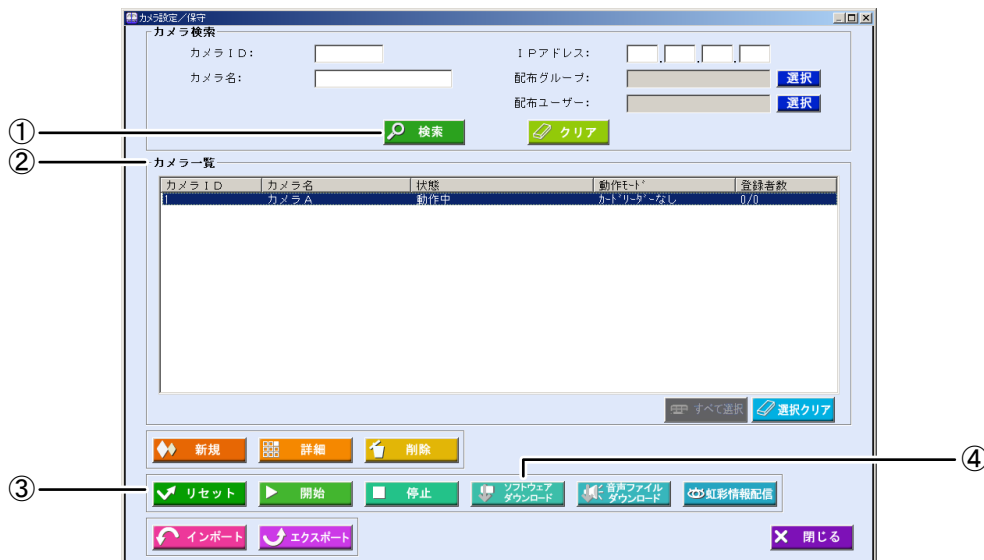 カメラ設定／保守
カメラ検索
カメラＩＤ：
ＩＰアドレス：
. . .
カメラ名：
配布グループ：
選択
配布ユーザー：
選択
①
検索
クリア
②
カメラ一覧
カメラＩＤ カメラ名 状態 動作ﾓｰﾄﾞ 登録者数
1 カメラＡ 動作中 ｶｰﾄﾞﾘｰﾀﾞｰなし 0/0
すべて選択
選択クリア
新規
詳細
削除
④
③
リセット
開始
停止
ソフトウェア
ダウンロード
音声ファイル
ダウンロード
虹彩情報配信
インポート
エクスポート
閉じる